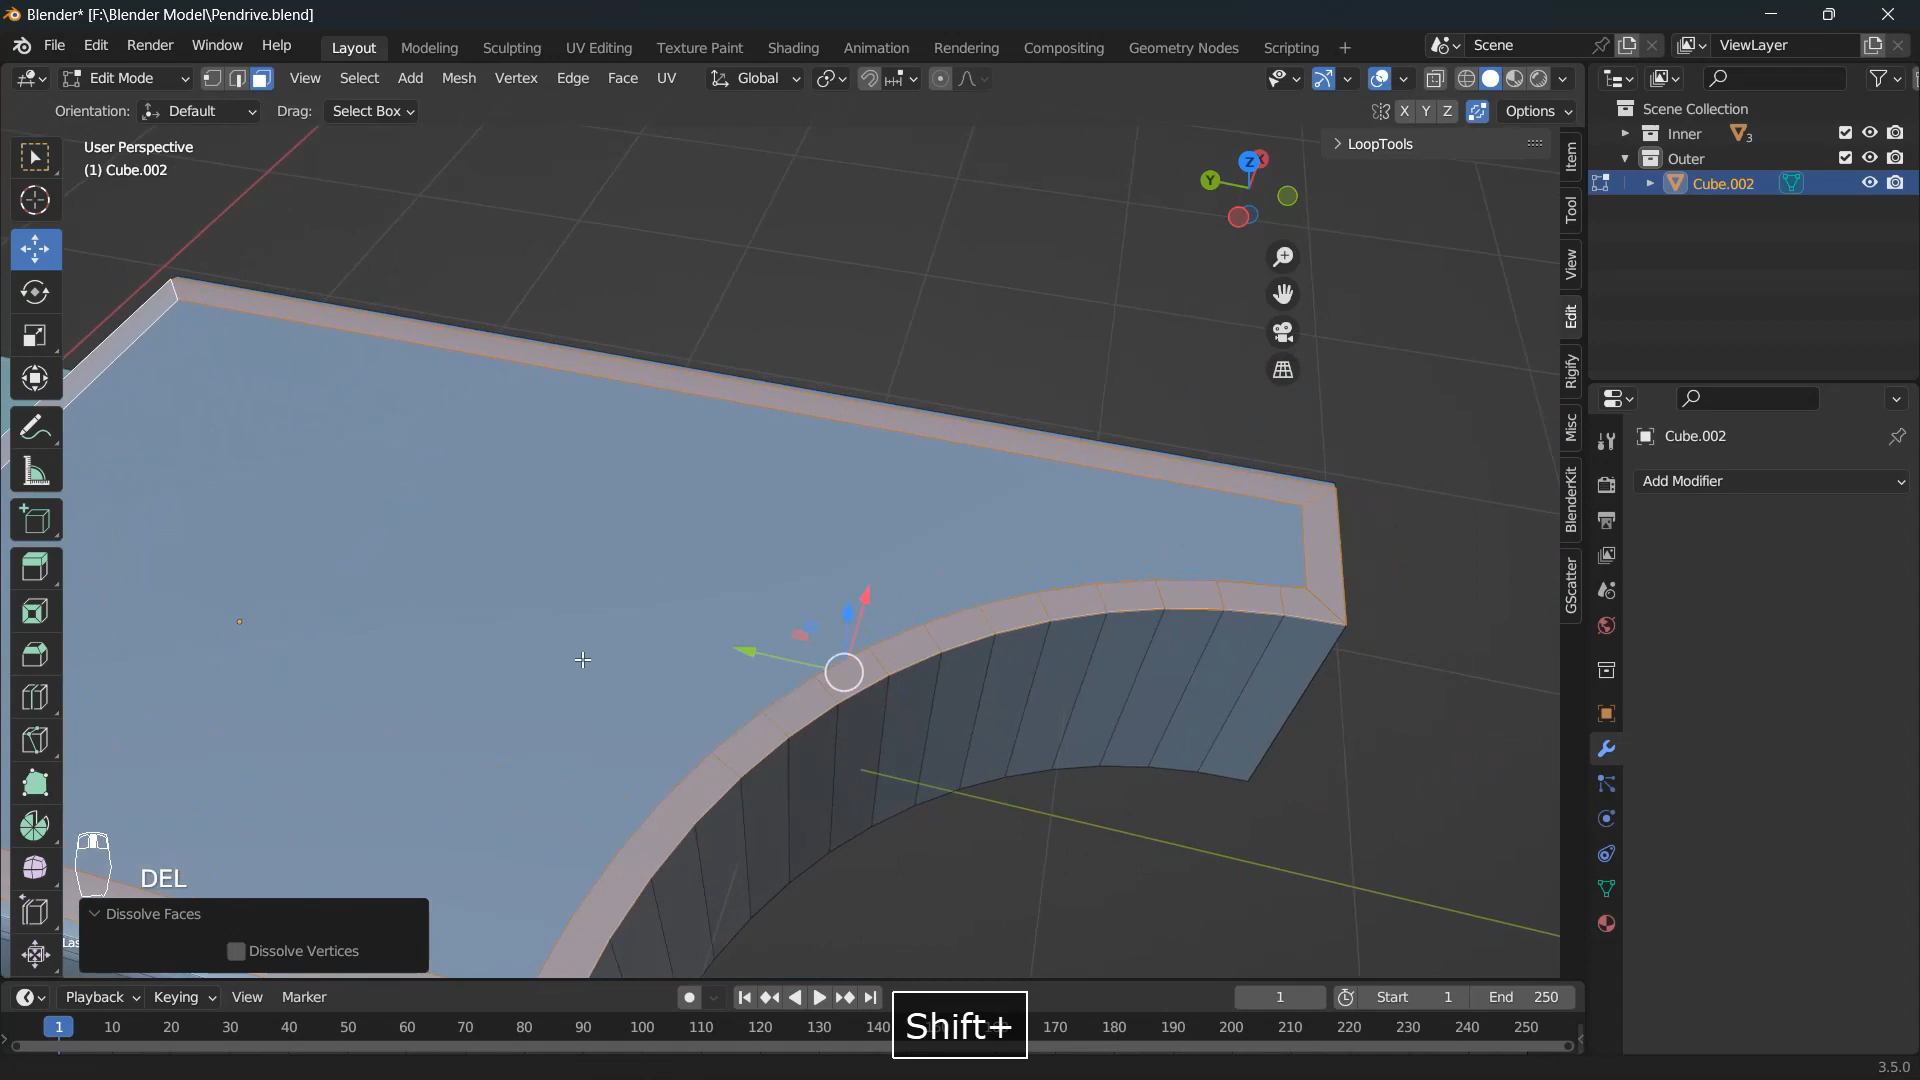 Blender* [F:\Blender Model\Pendrive.blend]
File Edit Render Window Help Layout Modeling Sculpting UV Editing Texture Paint Shading Animation Rendering Compositing Geometry Nodes Scripting + Scene ViewLayer
Edit Mode View Select Add Mesh Vertex Edge Face UV Global
Orientation: Default Drag: Select Box X Y Z Options
Scene Collection
User Perspective
(1) Cube.002
LoopTools
Inner 3
Outer
Cube.002
Z X Y
Item
Tool
View
Edit
Rigify
Misc
BlenderKit
GScatter
Cube.002
Add Modifier
DEL
Dissolve Faces
Las
Dissolve Vertices
Playback Keying View Marker 1 Start 1 End 250
1 10 20 30 40 50 60 70 80 90 100 110 120 130 140 170 180 190 200 210 220 230 240 250
Shift+
3.5.0